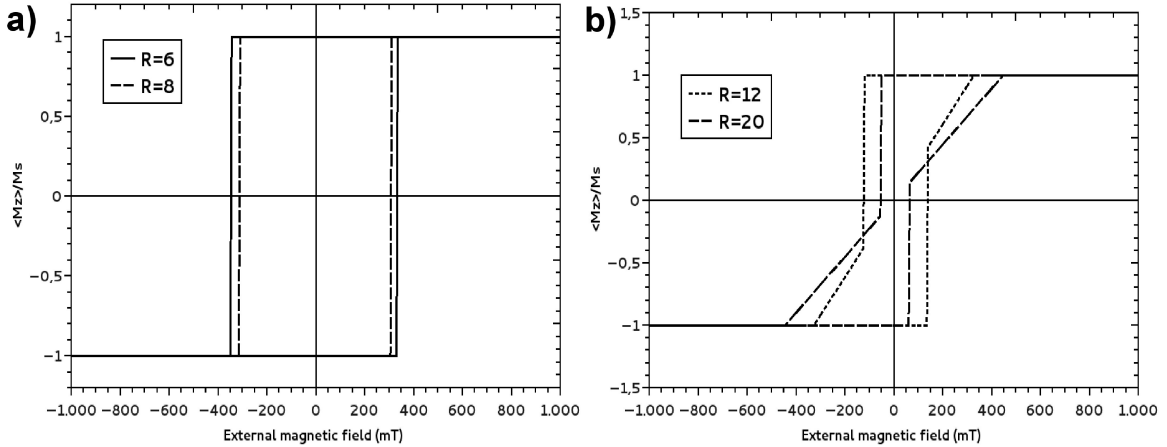 a)
1
0,5
0
−0,5
−1
<Mz>/Ms
R=6
R=8
−1.000 −800 −600 −400 −200 0 200 400 600 800 1.000
External magnetic field (mT)
b)
1,5
1
0,5
0
−0,5
−1
−1,5
<Mz>/Ms
R=12
R=20
−1.000 −800 −600 −400 −200 0 200 400 600 800 1.000
External magnetic field (mT)